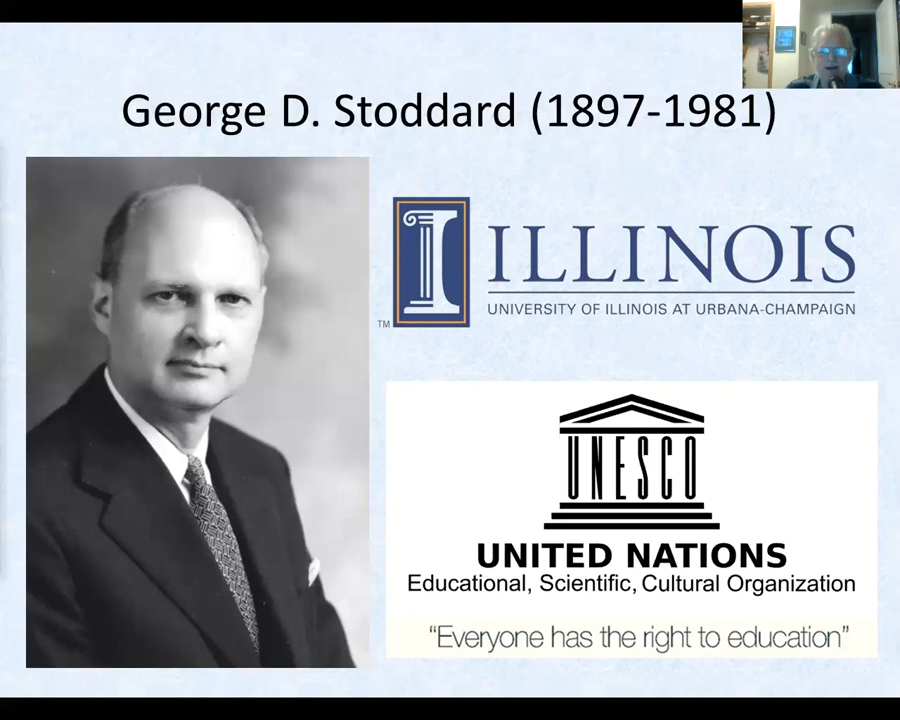 George D. Stoddard (1897-1981)
I ILLINOIS
UNIVERSITY OF ILLINOIS AT URBANA-CHAMPAIGN
TM
UNESCO
UNITED NATIONS
Educational, Scientific, Cultural Organization
“Everyone has the right to education”